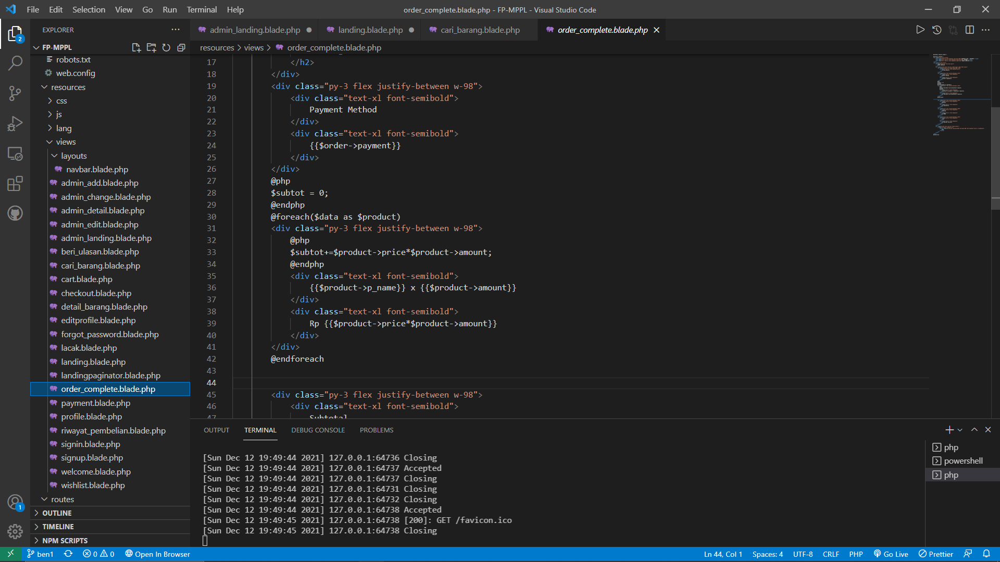 File Edit Selection View Go Run Terminal Help
order_complete.blade.php - FP-MPPL - Visual Studio Code
2
EXPLORER
FP-MPPL
robots.txt
web.config
resources
css
js
lang
views
layouts
navbar.blade.php
admin_add.blade.php
admin_change.blade.php
admin_detail.blade.php
admin_edit.blade.php
admin_landing.blade.php
beri_ulasan.blade.php
cari_barang.blade.php
cart.blade.php
checkout.blade.php
detail_barang.blade.php
editprofile.blade.php
forgot_password.blade.php
lacak.blade.php
landing.blade.php
landingpaginator.blade.php
order_complete.blade.php
payment.blade.php
profile.blade.php
riwayat_pembelian.blade.php
signin.blade.php
signup.blade.php
welcome.blade.php
wishlist.blade.php
routes
OUTLINE
TIMELINE
NPM SCRIPTS
1
admin_landing.blade.php
landing.blade.php
cari_barang.blade.php
order_complete.blade.php
resources > views > order_complete.blade.php
17 </h2>
18 </div>
19 <div class="py-3 flex justify-between w-98">
20 <div class="text-xl font-semibold">
21 Payment Method
22 </div>
23 <div class="text-xl font-semibold">
24 {{$order->payment}}
25 </div>
26 </div>
27 @php
28 $subtot = 0;
29 @endphp
30 @foreach($data as $product)
31 <div class="py-3 flex justify-between w-98">
32 @php
33 $subtot+=$product->price*$product->amount;
34 @endphp
35 <div class="text-xl font-semibold">
36 {{$product->p_name}} x {{$product->amount}}
37 </div>
38 <div class="text-xl font-semibold">
39 Rp {{$product->price*$product->amount}}
40 </div>
41 </div>
42 @endforeach
43
44
45 <div class="py-3 flex justify-between w-98">
46 <div class="text-xl font-semibold">
47 Subtotal
OUTPUT TERMINAL DEBUG CONSOLE PROBLEMS
[Sun Dec 12 19:49:44 2021] 127.0.0.1:64736 Closing
[Sun Dec 12 19:49:44 2021] 127.0.0.1:64737 Accepted
[Sun Dec 12 19:49:44 2021] 127.0.0.1:64737 Closing
[Sun Dec 12 19:49:44 2021] 127.0.0.1:64731 Closing
[Sun Dec 12 19:49:44 2021] 127.0.0.1:64732 Closing
[Sun Dec 12 19:49:44 2021] 127.0.0.1:64738 Accepted
[Sun Dec 12 19:49:45 2021] 127.0.0.1:64738 [200]: GET /favicon.ico
[Sun Dec 12 19:49:45 2021] 127.0.0.1:64738 Closing
php
powershell
php
ben1 0 0 Open In Browser Ln 44, Col 1 Spaces: 4 UTF-8 CRLF PHP Go Live Prettier